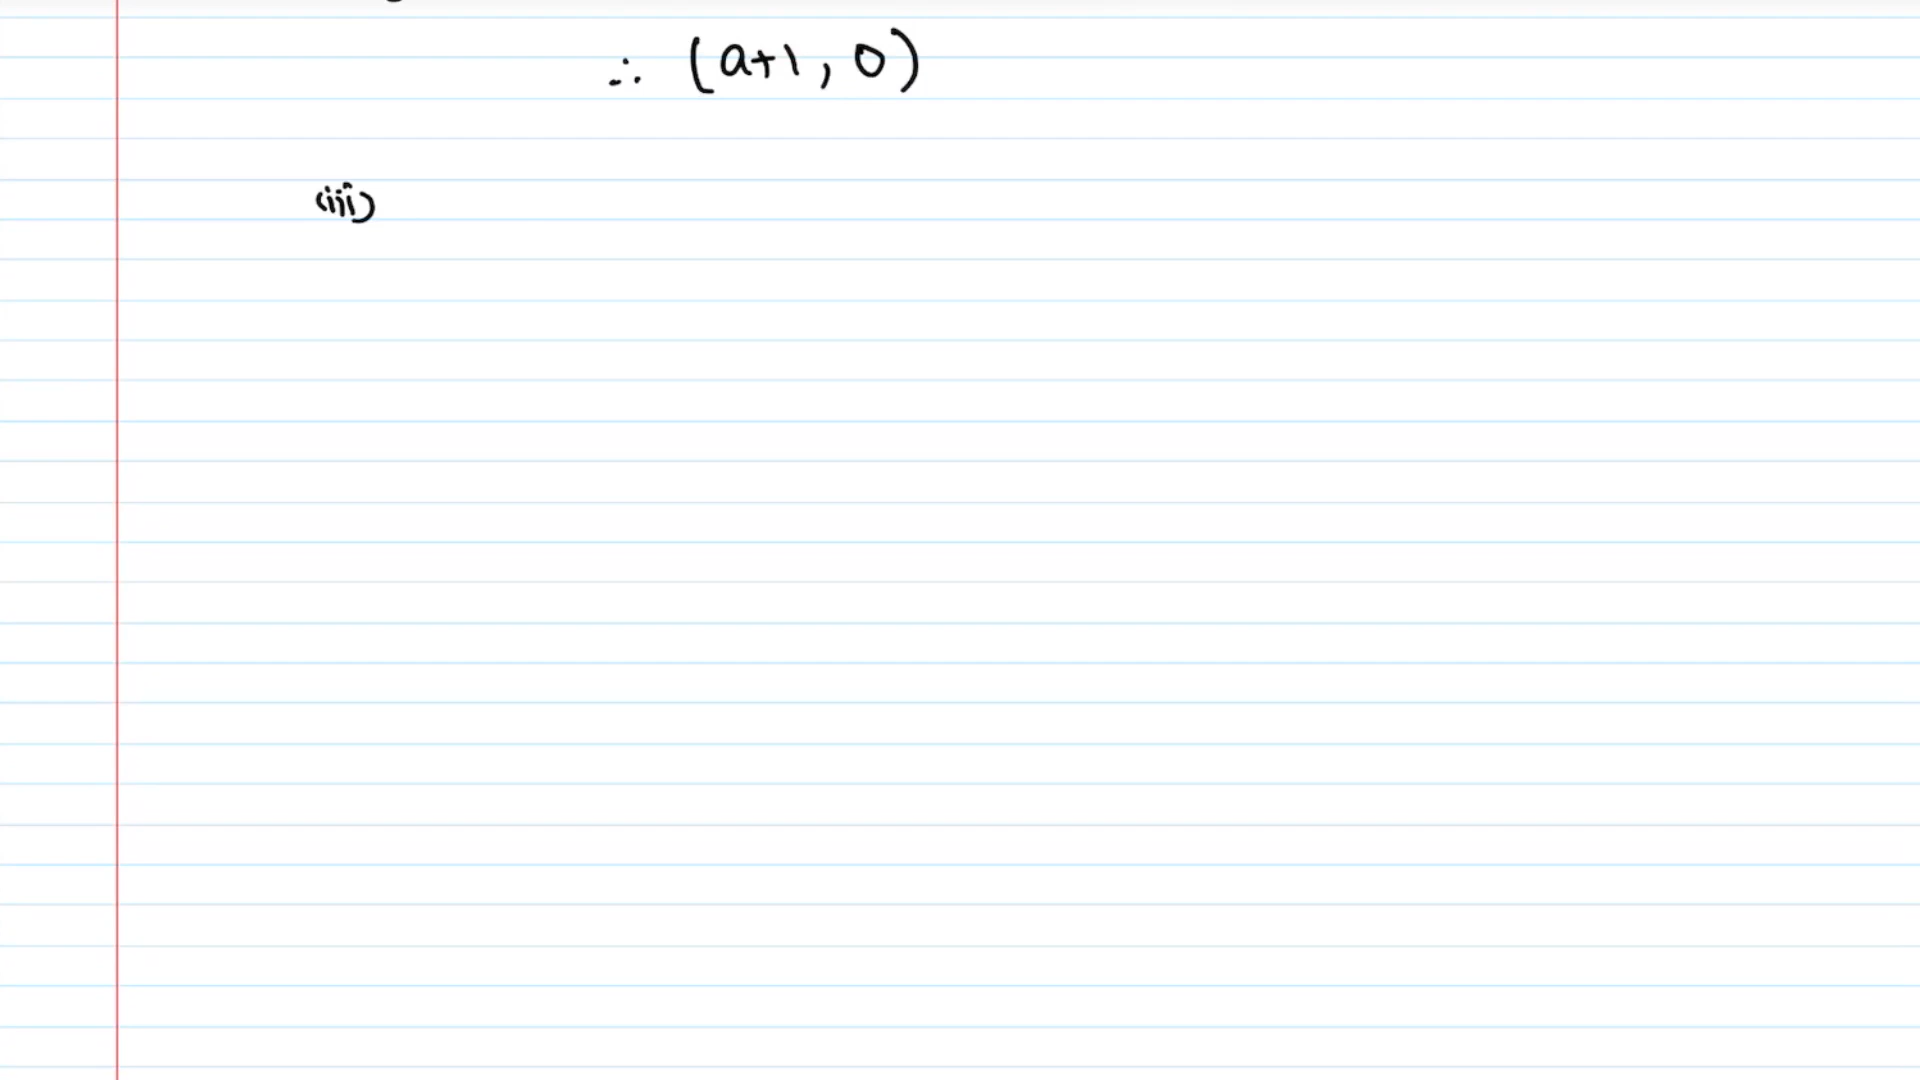 ∴ (a+1, 0)
(iii)